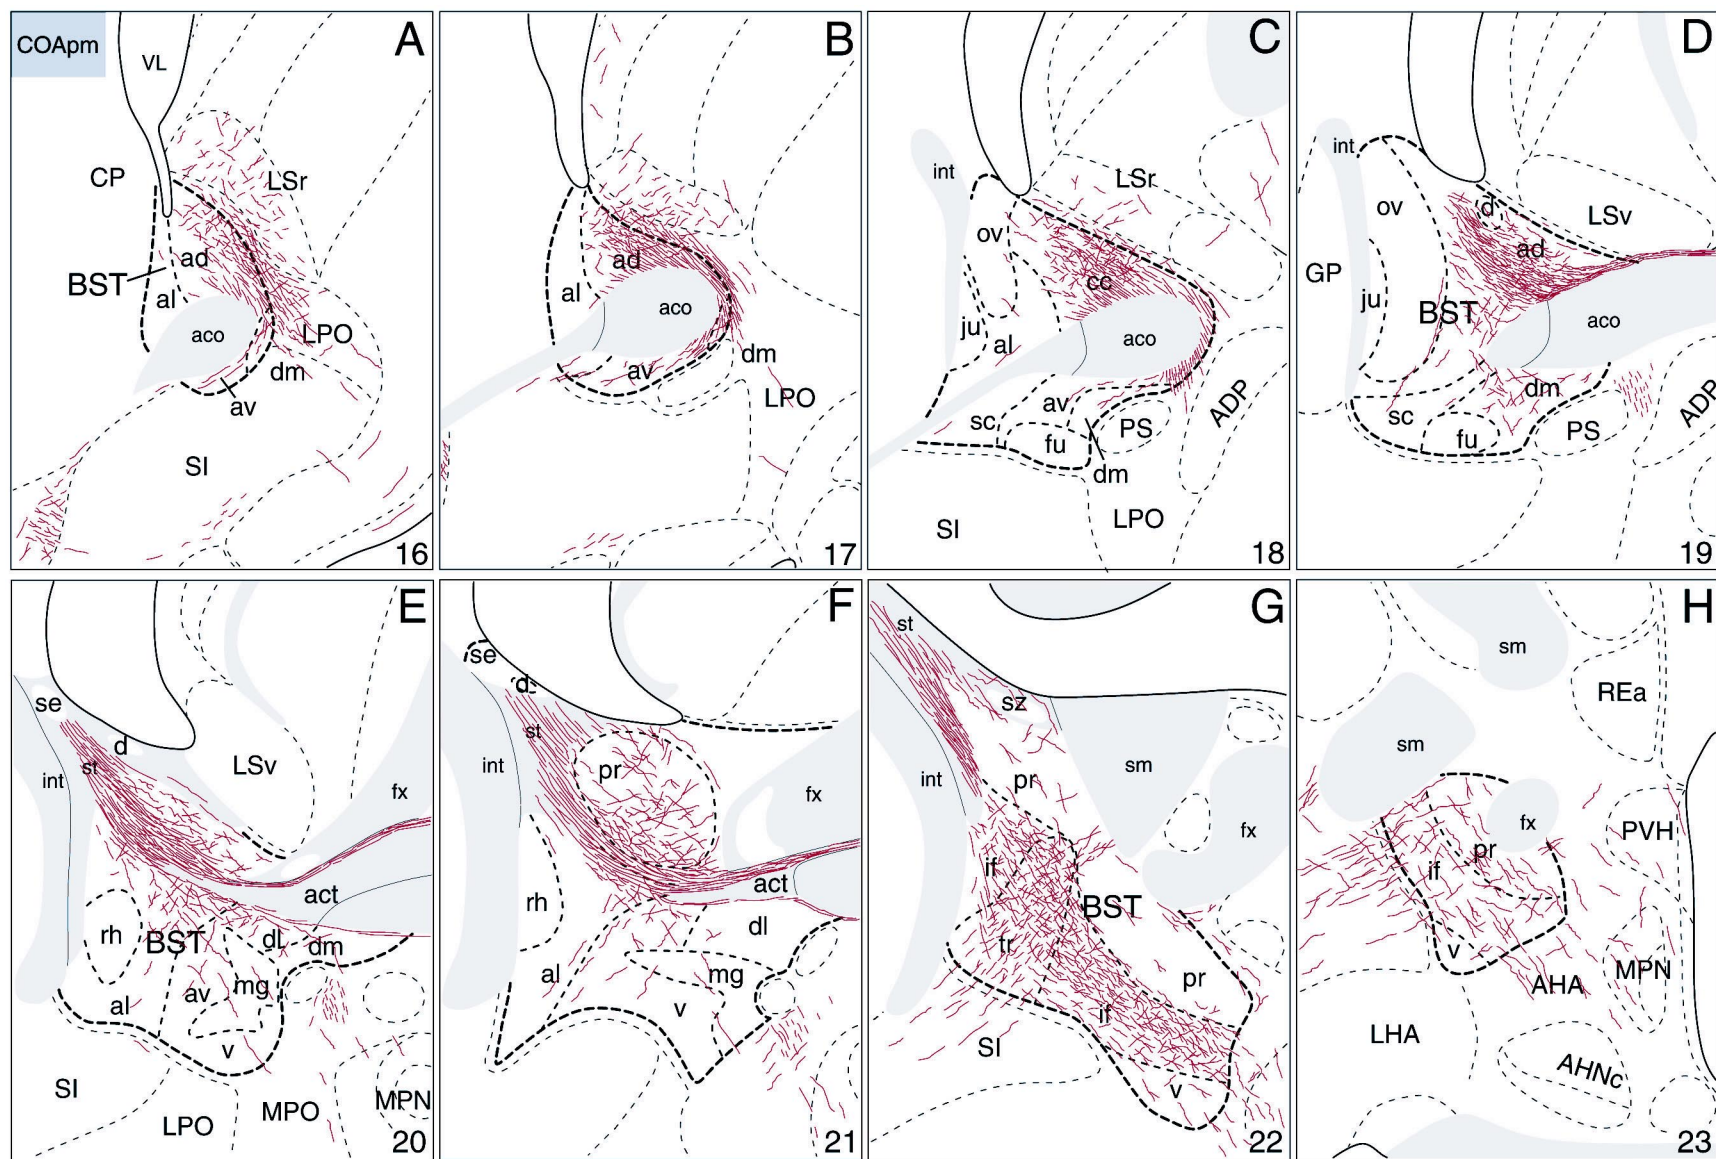 COApm
VL
A
CP
LSr
ad
BST
al
aco
LPO
dm
av
SI
16
B
ad
al
aco
dm
av
LPO
17
C
int
LSr
ov
cc
ju
al
aco
av
sc
fu
PS
ADP
dm
SI
LPO
18
D
int
ov
d
LSv
ad
GP
ju
BST
aco
dm
sc
fu
PS
ADP
19
E
se
d
st
int
LSv
fx
act
rh
BST
dl
dm
al
av
mg
v
SI
LPO
MPO
MPN
20
F
se
d
st
int
pr
fx
act
rh
dl
al
mg
v
21
G
st
sz
int
pr
sm
fx
if
BST
tr
pr
if
SI
v
22
H
sm
REa
sm
fx
PVH
pr
if
v
AHA
MPN
LHA
AHNc
23